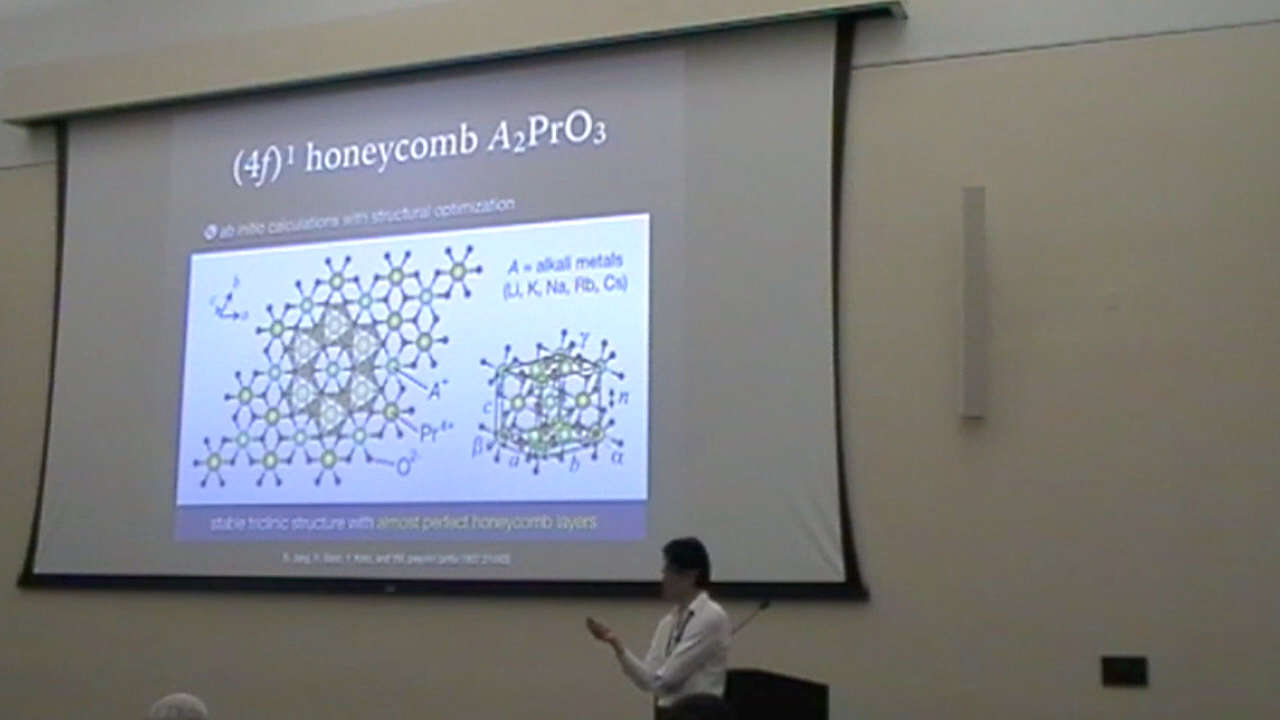 (4f)¹ honeycomb A₂PrO₃
ab initio calculations with structural optimization
A = alkali metals
(Li, K, Na, Rb, Cs)
b
c
a
γ
A⁺
c
n
Pr⁴⁺
β
O²⁻
a
b
α
stable triclinic structure with almost perfect honeycomb layers